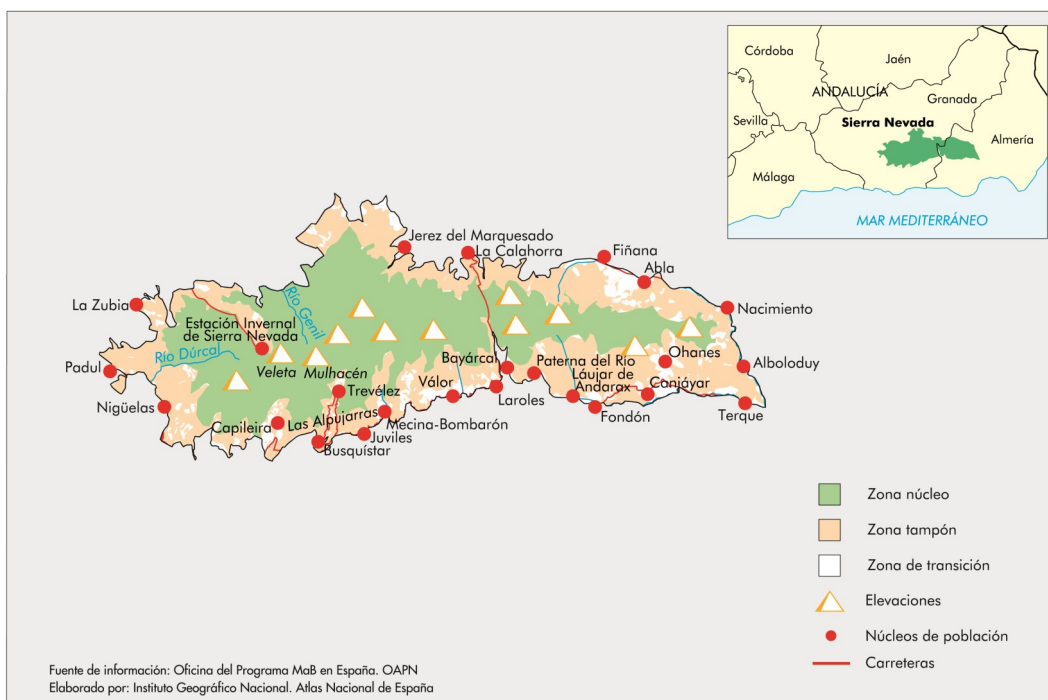 Córdoba
Jaén
ANDALUCÍA
Granada
Sevilla
Sierra Nevada
Almería
Málaga
MAR MEDITERRÁNEO
Jerez del Marquesado
La Calahorra
Fiñana
Abla
La Zubia
Río Genil
Nacimiento
Estación Invernal
de Sierra Nevada
Río Dúrcal
Veleta
Mulhacén
Bayárcal
Paterna del Río
Ohanes
Padul
Alboloduy
Láujar de
Andarax
Trevélez
Válor
Canjáyar
Nigüelas
Laroles
Terque
Capileira
Las Alpujarras
Mecina-Bombarón
Fondón
Juviles
Busquístar
Zona núcleo
Zona tampón
Zona de transición
Elevaciones
Núcleos de población
Carreteras
Fuente de información: Oficina del Programa MaB en España. OAPN
Elaborado por: Instituto Geográfico Nacional. Atlas Nacional de España